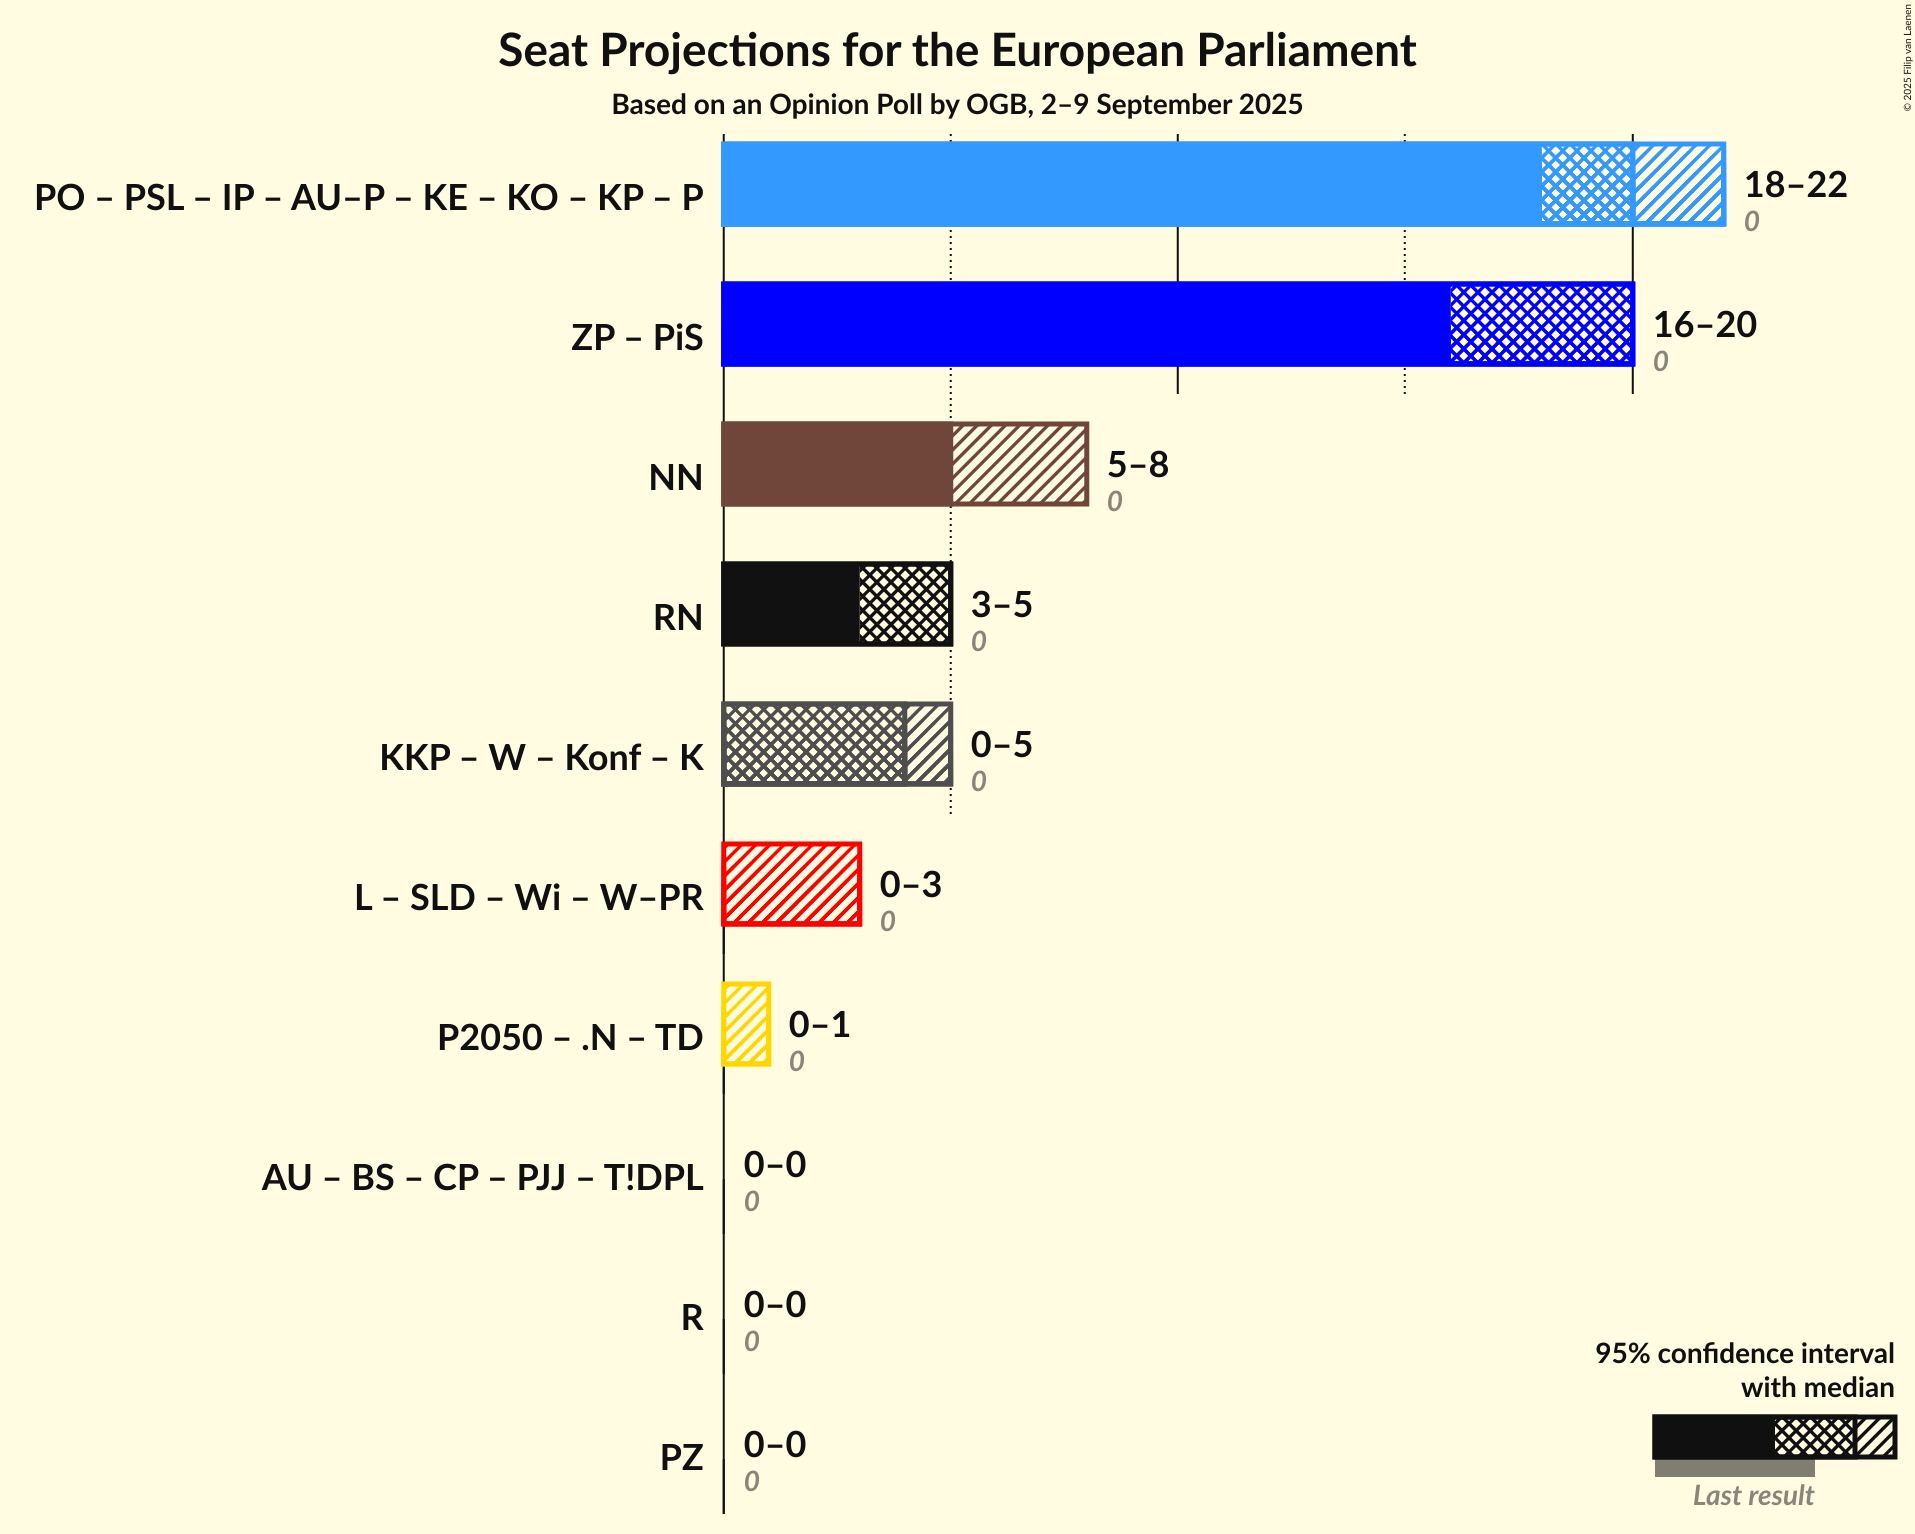 Seat Projections for the European Parliament
Based on an Opinion Poll by OGB, 2–9 September 2025
© 2025 Filip van Laenen
PO – PSL – IP – AU–P – KE – KO – KP – P
18–22
0
ZP – PiS
16–20
0
NN
5–8
0
RN
3–5
0
KKP – W – Konf – K
0–5
0
L – SLD – Wi – W–PR
0–3
0
P2050 – .N – TD
0–1
0
AU – BS – CP – PJJ – T!DPL
0–0
0
R
0–0
0
PZ
0–0
0
95% confidence interval
with median
Last result